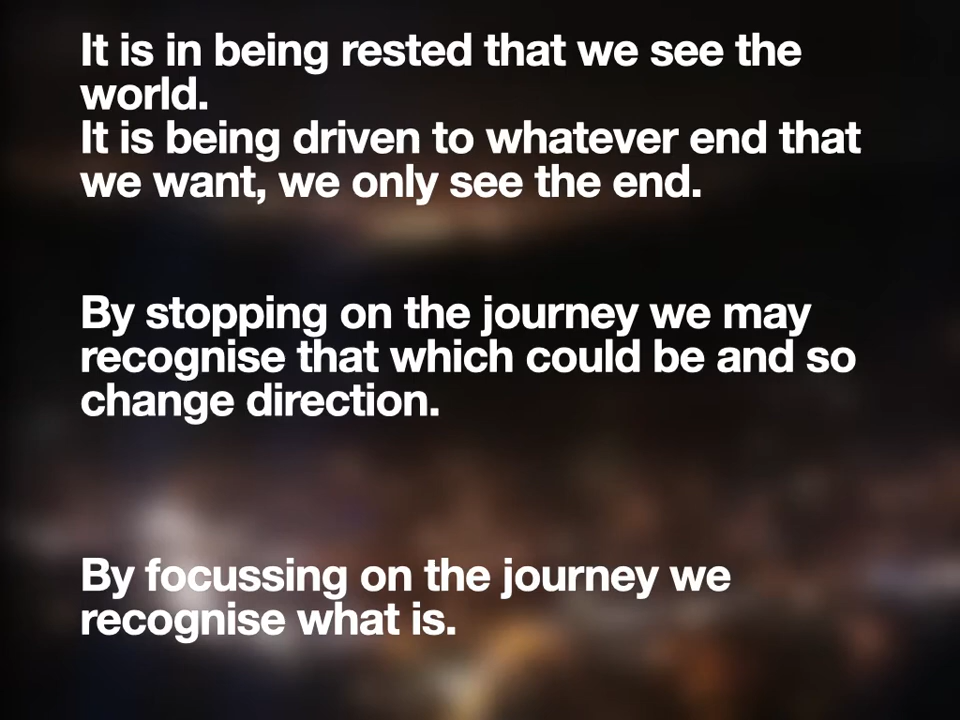 It is in being rested that we see the
world.
It is being driven to whatever end that
we want, we only see the end.
By stopping on the journey we may
recognise that which could be and so
change direction.
By focussing on the journey we
recognise what is.